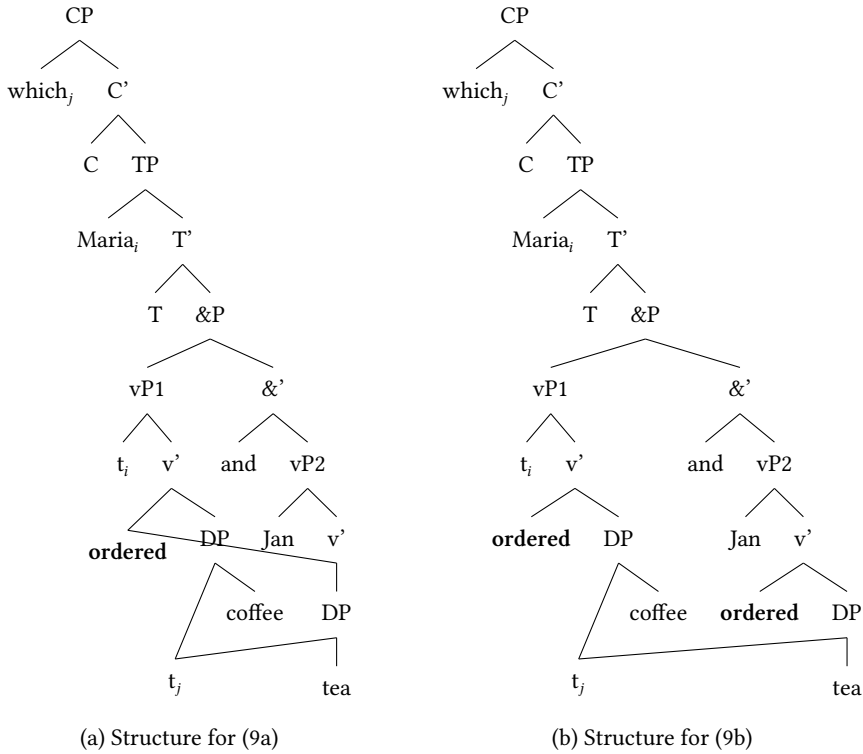 CP CP
which_j C’ which_j C’
C TP C TP
Maria_i T’ Maria_i T’
T &P T &P
vP1 &’ vP1 &’
t_i v’ and vP2 t_i v’ and vP2
ordered DP Jan v’ ordered DP Jan v’
coffee DP coffee ordered DP
t_j tea t_j tea
(a) Structure for (9a) (b) Structure for (9b)